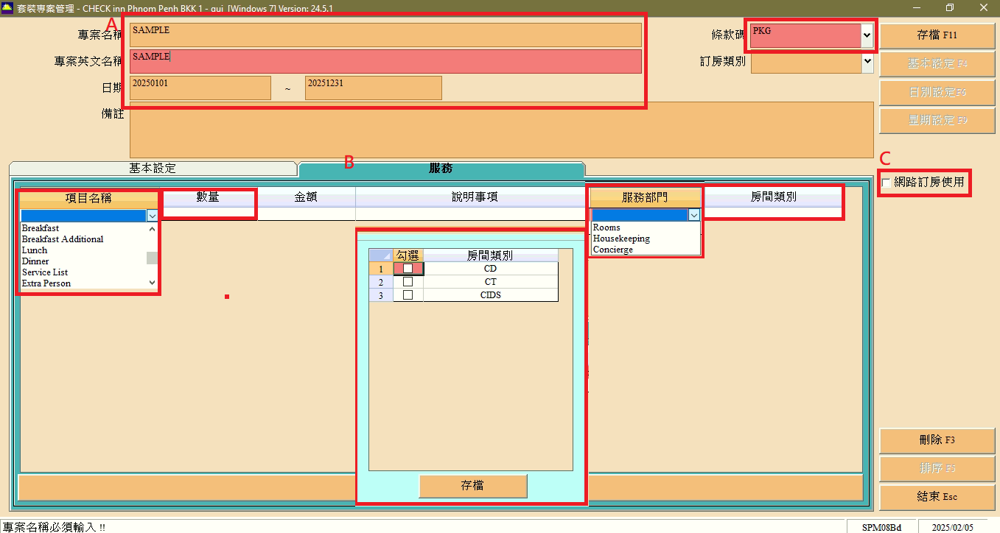 套裝專案管理 - CHECK inn Phnom Penh BKK 1 - gui [Windows 7] Version: 24.5.1
A
專案名稱 SAMPLE 條款碼 PKG 存檔 F11
專案英文名稱 SAMPLE 訂房類別 基本設定 F4
日期 20250101 ~ 20251231 日別設定 F6
備註 星期設定 F9
基本設定 B 服務 C
網路訂房使用
項目名稱 數量 金額 說明事項 服務部門 房間類別
Breakfast
Breakfast Additional
Lunch
Dinner
Service List
Extra Person
Rooms
Housekeeping
Concierge
勾選 房間類別
1 CD
2 CT
3 CIDS
存檔
刪除 F3
排序 F5
結束 Esc
專案名稱必須輸入 !! SPM08Bd 2025/02/05